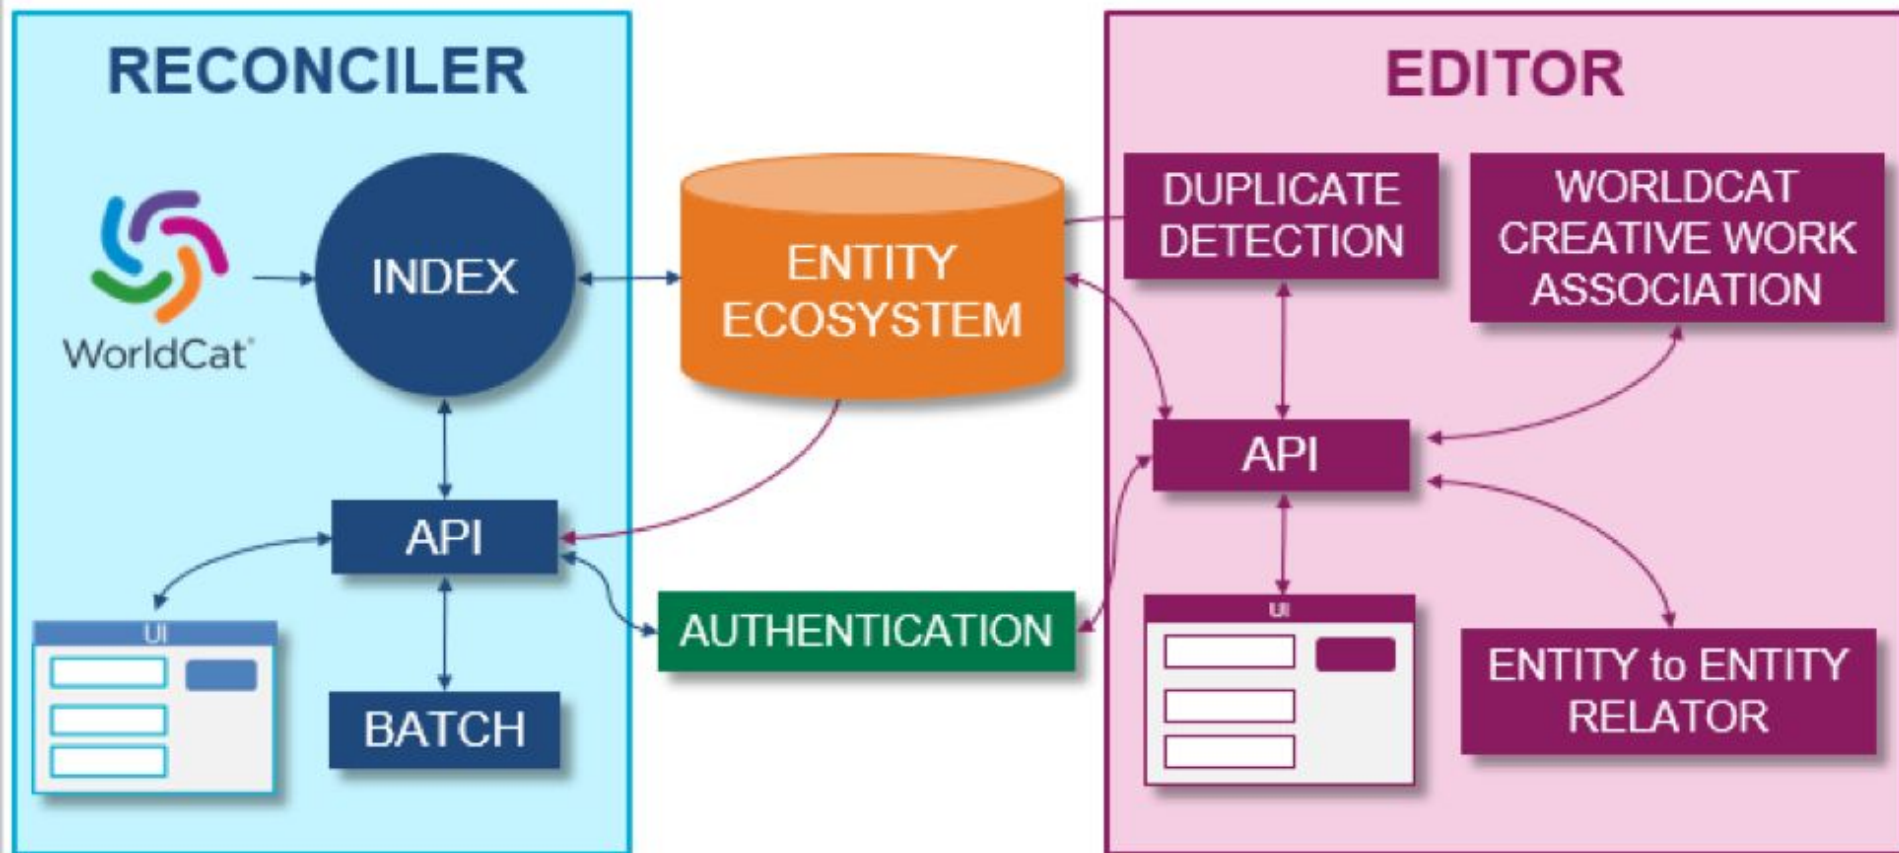 RECONCILER
WorldCat®
INDEX
API
UI
BATCH
ENTITY
ECOSYSTEM
AUTHENTICATION
EDITOR
DUPLICATE
DETECTION
WORLDCAT
CREATIVE WORK
ASSOCIATION
API
UI
ENTITY to ENTITY
RELATOR